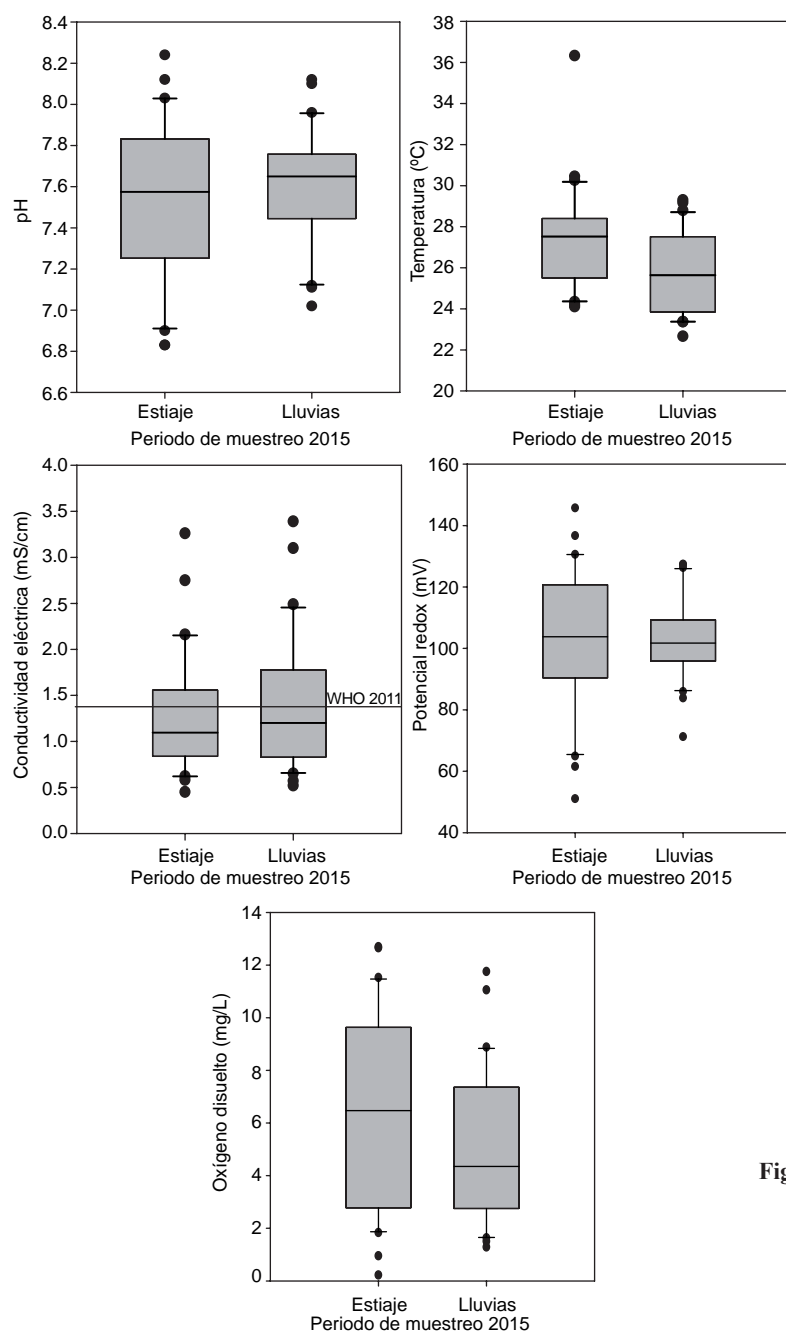 pH
8.4
8.2
8.0
7.8
7.6
7.4
7.2
7.0
6.8
6.6
Estiaje Lluvias
Periodo de muestreo 2015
Temperatura (ºC)
38
36
34
32
30
28
26
24
22
20
Estiaje Lluvias
Periodo de muestreo 2015
Conductividad eléctrica (mS/cm)
4.0
3.5
3.0
2.5
2.0
1.5
1.0
0.5
0.0
WHO 2011
Estiaje Lluvias
Periodo de muestreo 2015
Potencial redox (mV)
160
140
120
100
80
60
40
Estiaje Lluvias
Periodo de muestreo 2015
Oxígeno disuelto (mg/L)
14
12
10
8
6
4
2
0
Estiaje Lluvias
Periodo de muestreo 2015
Fig